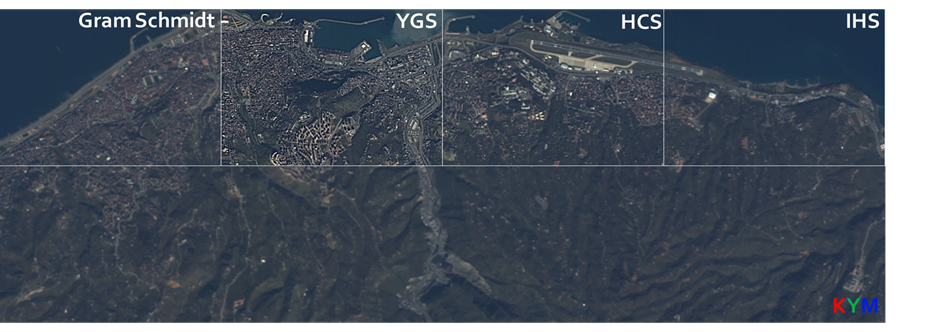 Gram Schmidt -
YGS
HCS
IHS
KYM